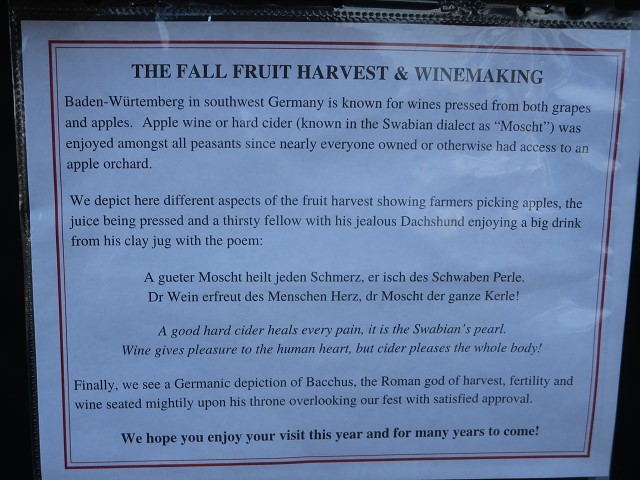 THE FALL FRUIT HARVEST & WINEMAKING
Baden-Würtemberg in southwest Germany is known for wines pressed from both grapes
and apples. Apple wine or hard cider (known in the Swabian dialect as “Moscht”) was
enjoyed amongst all peasants since nearly everyone owned or otherwise had access to an
apple orchard.
We depict here different aspects of the fruit harvest showing farmers picking apples, the
juice being pressed and a thirsty fellow with his jealous Dachshund enjoying a big drink
from his clay jug with the poem:
A gueter Moscht heilt jeden Schmerz, er isch des Schwaben Perle.
Dr Wein erfreut des Menschen Herz, dr Moscht der ganze Kerle!
A good hard cider heals every pain, it is the Swabian's pearl.
Wine gives pleasure to the human heart, but cider pleases the whole body!
Finally, we see a Germanic depiction of Bacchus, the Roman god of harvest, fertility and
wine seated mightily upon his throne overlooking our fest with satisfied approval.
We hope you enjoy your visit this year and for many years to come!